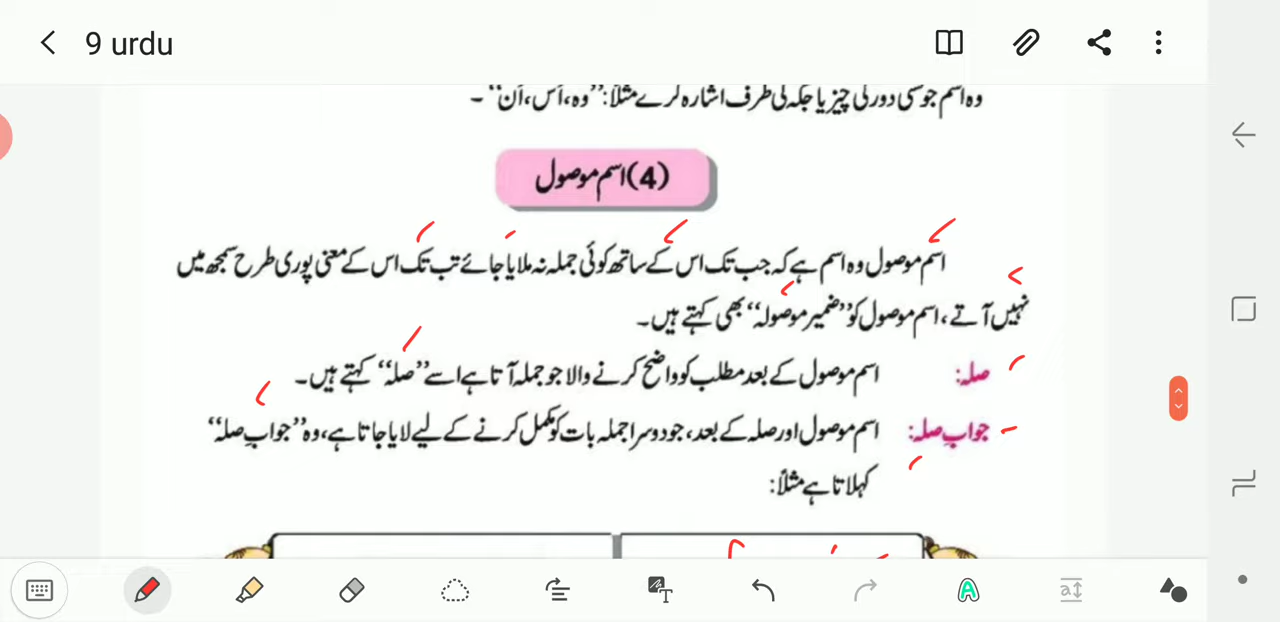 9 urdu
وہ اسم جو کسی دور کی چیز یا جگہ کی طرف اشارہ کرے مثلاً: ”وہ، اُس، اُن“ ۔
(4) اسم موصول
اسم موصول وہ اسم ہے کہ جب تک اس کے ساتھ کوئی جملہ نہ ملایا جائے تب تک اس کے معنی پوری طرح سمجھ میں
نہیں آتے، اسم موصول کو ”ضمیر موصولہ“ بھی کہتے ہیں۔
صلہ: اسم موصول کے بعد مطلب کو واضح کرنے والا جو جملہ آتا ہے اسے ”صلہ“ کہتے ہیں۔
جوابِ صلہ: اسم موصول اور صلہ کے بعد، جو دوسرا جملہ بات کو مکمل کرنے کے لیے لایا جاتا ہے، وہ ”جوابِ صلہ“
کہلاتا ہے مثلاً: